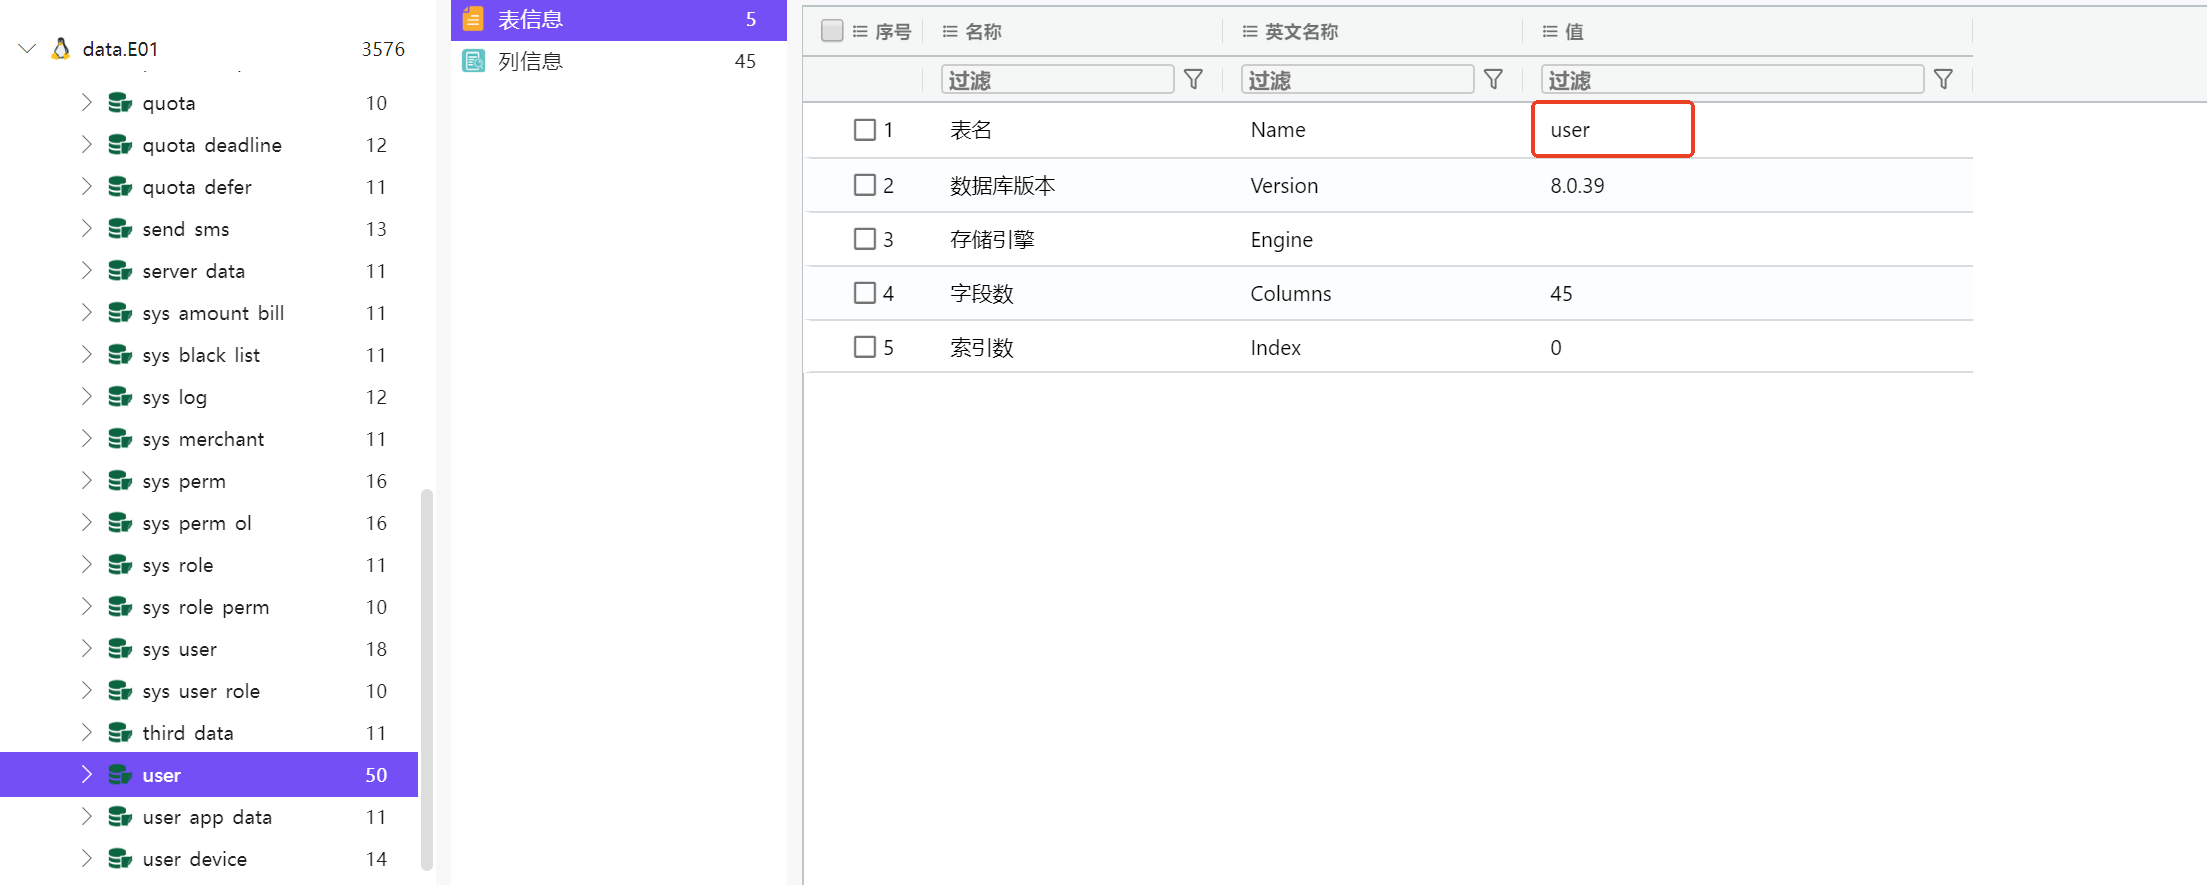 data.E01 3576
quota 10
quota deadline 12
quota defer 11
send sms 13
server data 11
sys amount bill 11
sys black list 11
sys log 12
sys merchant 11
sys perm 16
sys perm ol 16
sys role 11
sys role perm 10
sys user 18
sys user role 10
third data 11
user 50
user app data 11
user device 14
表信息 5
列信息 45
序号 名称 英文名称 值
过滤 过滤 过滤
1 表名 Name user
2 数据库版本 Version 8.0.39
3 存储引擎 Engine
4 字段数 Columns 45
5 索引数 Index 0